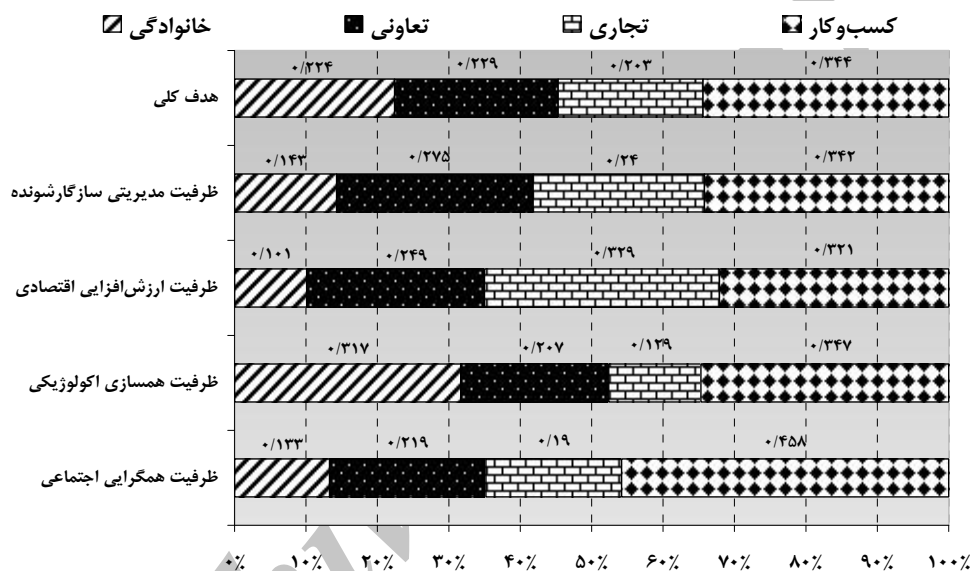 خانوادگی تعاونی تجاری کسب‌وکار
هدف کلی ۰/۲۲۴ ۰/۲۲۹ ۰/۲۰۳ ۰/۳۴۴
ظرفیت مدیریتی سازگارشونده ۰/۱۴۳ ۰/۲۷۵ ۰/۲۴ ۰/۳۴۲
ظرفیت ارزش‌افزایی اقتصادی ۰/۱۰۱ ۰/۲۴۹ ۰/۳۲۹ ۰/۳۲۱
ظرفیت همسازی اکولوژیکی ۰/۳۱۷ ۰/۲۰۷ ۰/۱۲۹ ۰/۳۴۷
ظرفیت همگرایی اجتماعی ۰/۱۳۳ ۰/۲۱۹ ۰/۱۹ ۰/۴۵۸
۰٪ ۱۰٪ ۲۰٪ ۳۰٪ ۴۰٪ ۵۰٪ ۶۰٪ ۷۰٪ ۸۰٪ ۹۰٪ ۱۰۰٪